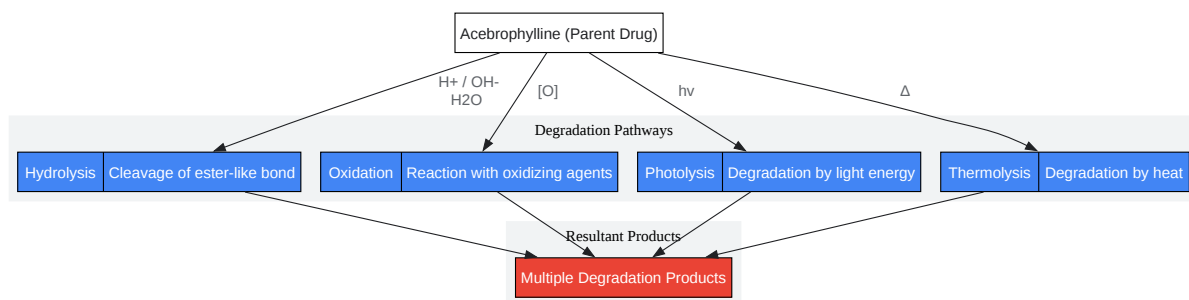 Acebrophylline (Parent Drug)
H+ / OH-
H2O
[O]
hv
Δ
Degradation Pathways
Hydrolysis
Cleavage of ester-like bond
Oxidation
Reaction with oxidizing agents
Photolysis
Degradation by light energy
Thermolysis
Degradation by heat
Resultant Products
Multiple Degradation Products